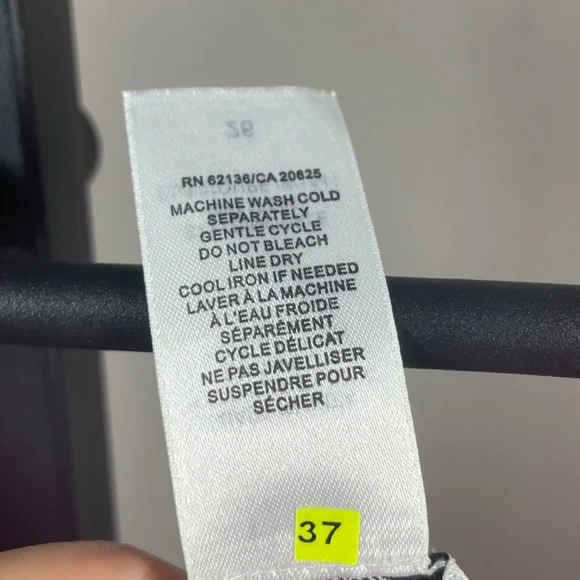 26
RN 62136/CA 20625
MACHINE WASH COLD
SEPARATELY
GENTLE CYCLE
DO NOT BLEACH
LINE DRY
COOL IRON IF NEEDED
LAVER À LA MACHINE
À L'EAU FROIDE
SÉPARÉMENT
CYCLE DÉLICAT
NE PAS JAVELLISER
SUSPENDRE POUR
SÉCHER
37